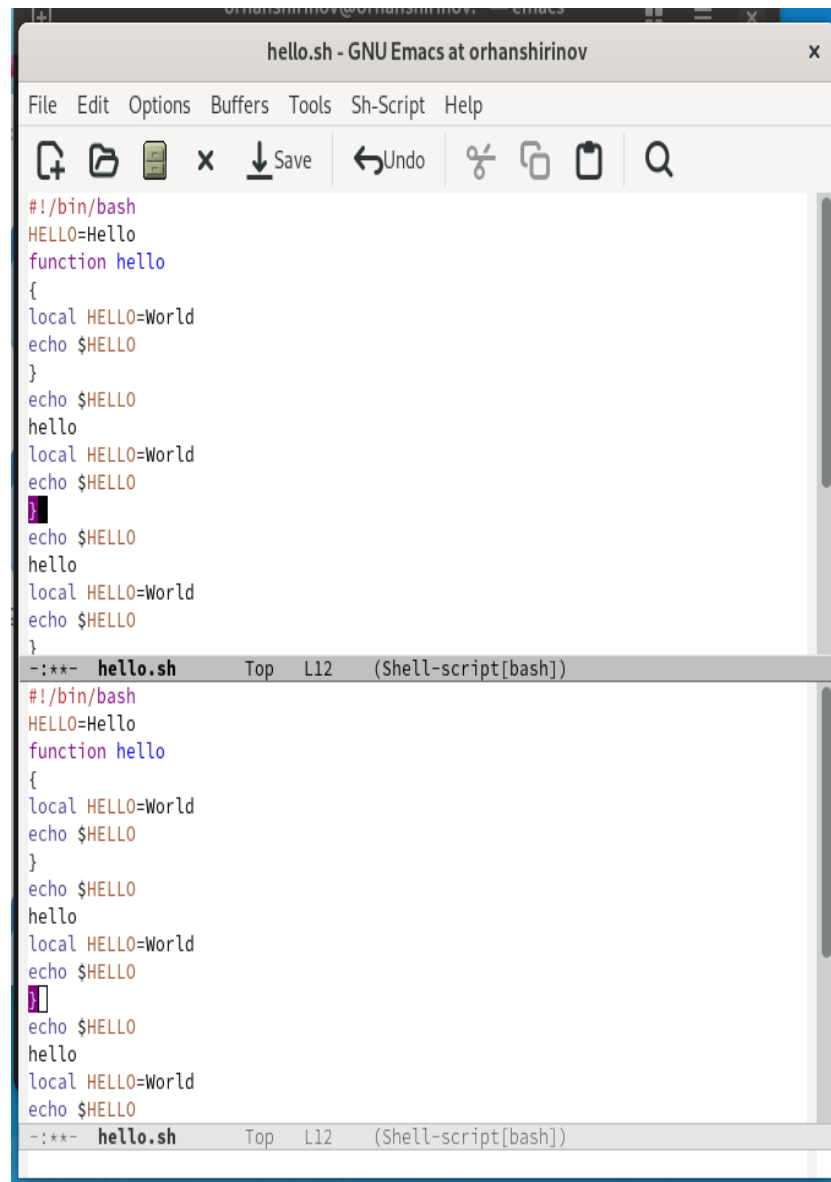 hello.sh - GNU Emacs at orhanshirinov
File Edit Options Buffers Tools Sh-Script Help
Save Undo
#!/bin/bash
HELLO=Hello
function hello
{
local HELLO=World
echo $HELLO
}
echo $HELLO
hello
local HELLO=World
echo $HELLO
}
echo $HELLO
hello
local HELLO=World
echo $HELLO
}
-:**- hello.sh Top L12 (Shell-script[bash])
#!/bin/bash
HELLO=Hello
function hello
{
local HELLO=World
echo $HELLO
}
echo $HELLO
hello
local HELLO=World
echo $HELLO
}
echo $HELLO
hello
local HELLO=World
echo $HELLO
-:**- hello.sh Top L12 (Shell-script[bash])